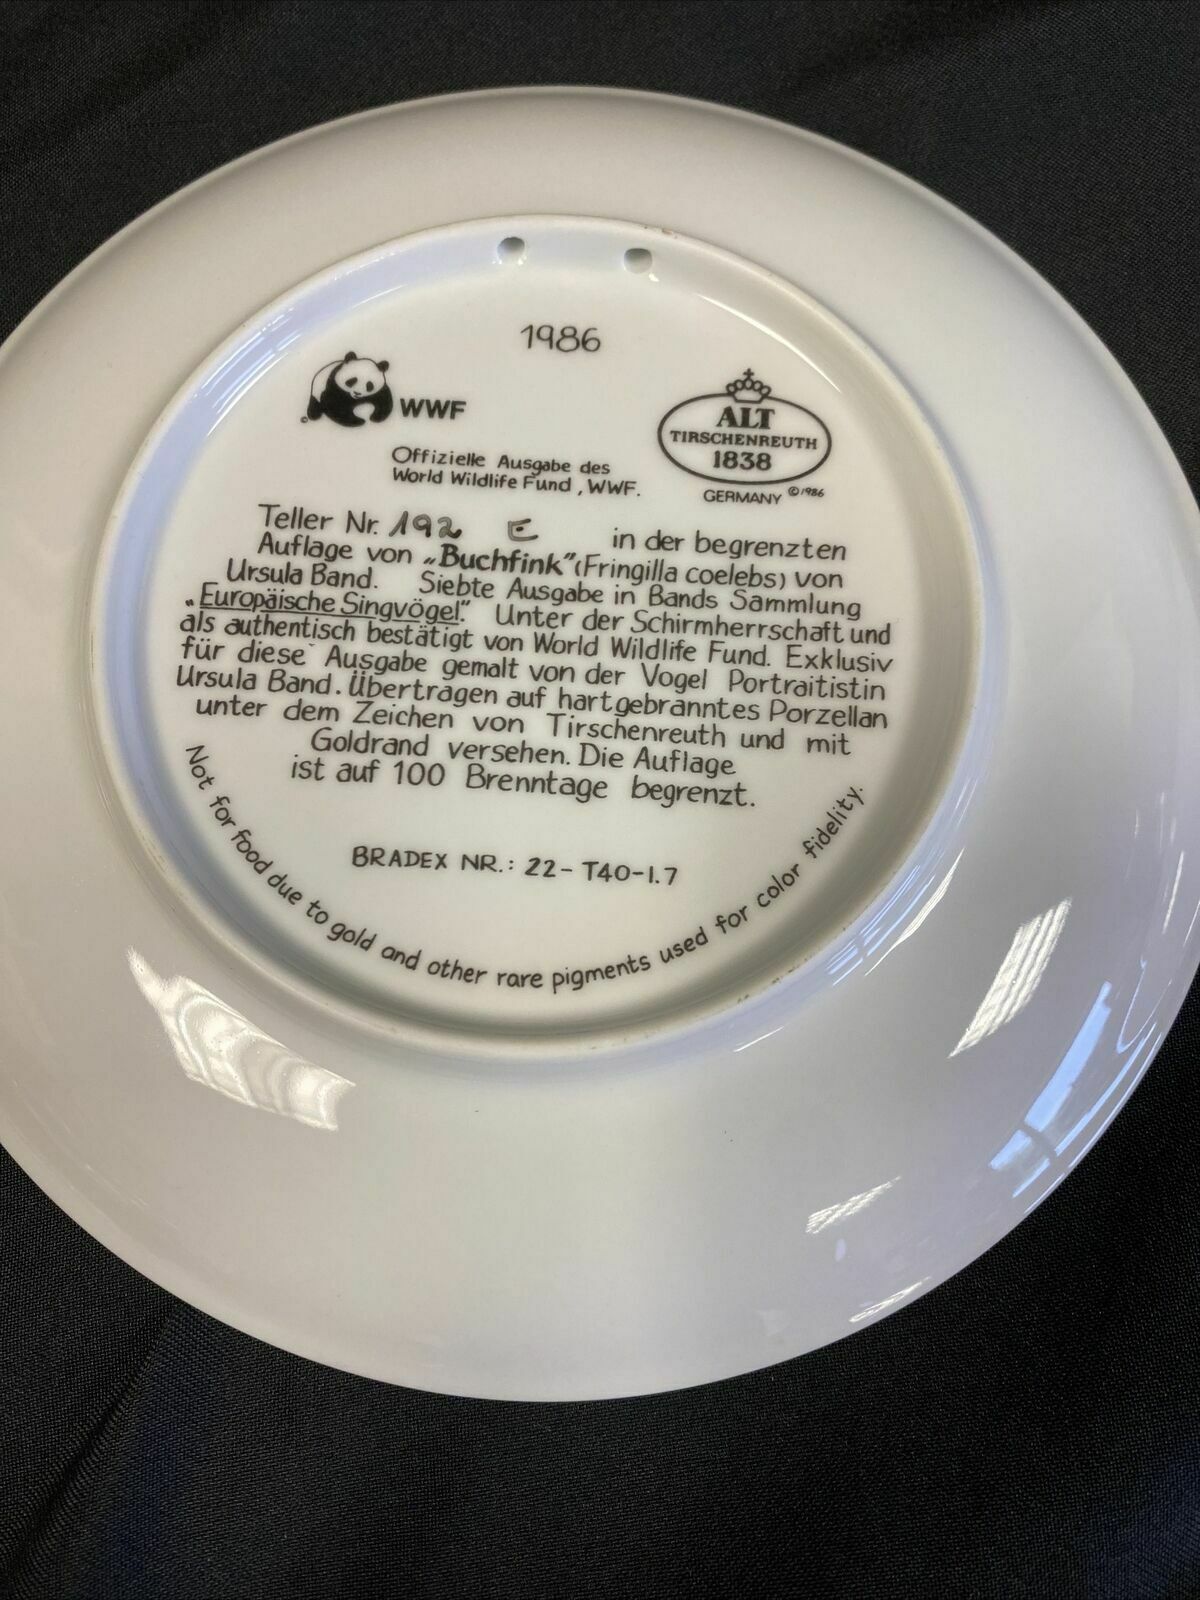 1986
WWF
ALT
TIRSCHENREUTH
1838
GERMANY ©1986
Offizielle Ausgabe des
World Wildlife Fund, WWF.
Teller Nr. 192 E in der begrenzten
Auflage von „Buchfink" (Fringilla coelebs) von
Ursula Band. Siebte Ausgabe in Bands Sammlung
„Europäische Singvögel". Unter der Schirmherrschaft und
als authentisch bestätigt von World Wildlife Fund. Exklusiv
für diese Ausgabe gemalt von der Vogel Portraitistin
Ursula Band. Übertragen auf hartgebranntes Porzellan
unter dem Zeichen von Tirschenreuth und mit
Goldrand versehen. Die Auflage
ist auf 100 Brenntage begrenzt.
BRADEX NR.: 22-T40-1.7
Not for food due to gold and other rare pigments used for color fidelity.